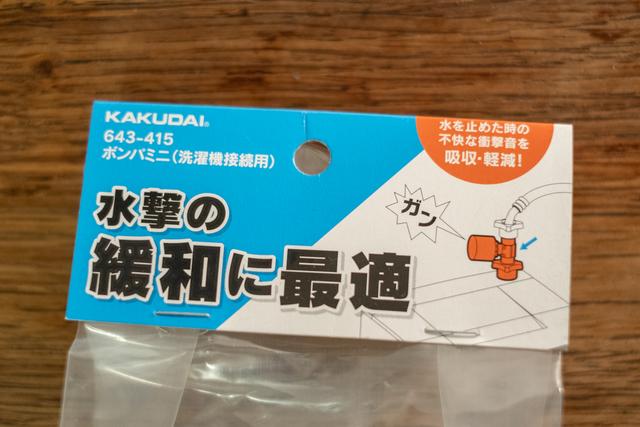 KAKUDAI®
643-415
ボンパミニ(洗濯機接続用)
水を止めた時の
不快な衝撃音を
吸収・軽減!
水撃の
緩和に最適
ガン